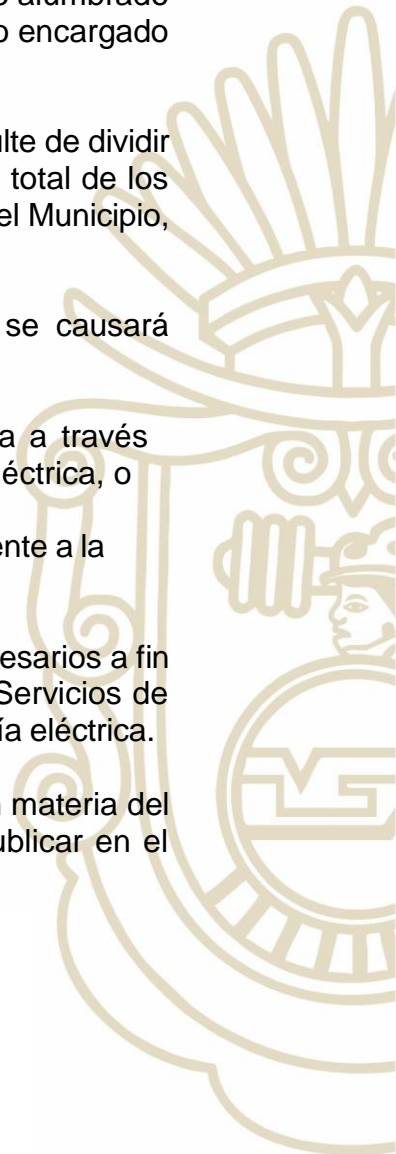 alumbrado
o encargado
ulte de dividir
total de los
el Municipio,
se causará
a a través
éctrica, o
ente a la
esarios a fin
Servicios de
ía eléctrica.
materia del
ublicar en el